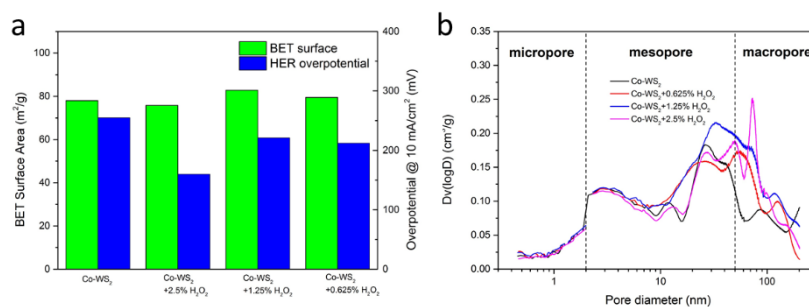 a
BET Surface Area (m²/g)
100
80
60
40
20
0
BET surface
HER overpotential
400
300
200
100
0
Overpotential @ 10 mA/cm² (mV)
Co-WS₂
Co-WS₂
+2.5% H₂O₂
Co-WS₂
+1.25% H₂O₂
Co-WS₂
+0.625% H₂O₂
b
Dv(logD) (cm³/g)
0.35
0.30
0.25
0.20
0.15
0.10
0.05
0.00
micropore
mesopore
macropore
Co-WS₂
Co-WS₂+0.625% H₂O₂
Co-WS₂+1.25% H₂O₂
Co-WS₂+2.5% H₂O₂
1
10
100
Pore diameter (nm)